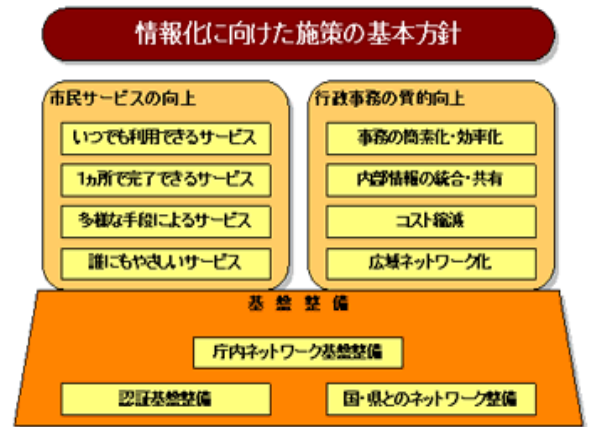 情報化に向けた施策の基本方針
市民サービスの向上
いつでも利用できるサービス
1ヵ所で完了できるサービス
多様な手段によるサービス
誰にもやさしいサービス
行政事務の質的向上
事務の簡素化・効率化
内部情報の統合・共有
コスト縮減
広域ネットワーク化
基盤整備
庁内ネットワーク基盤整備
認証基盤整備
国・県とのネットワーク整備